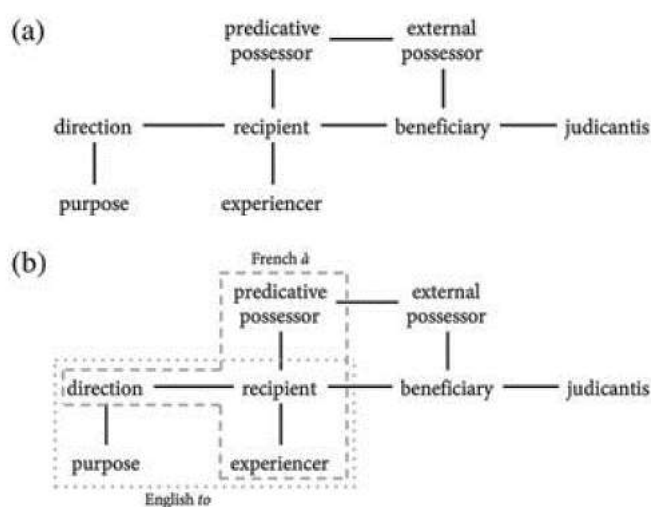 (a)
predicative possessor
external possessor
direction
recipient
beneficiary
judicantis
purpose
experiencer
(b)
French à
predicative possessor
external possessor
direction
recipient
beneficiary
judicantis
purpose
experiencer
English to